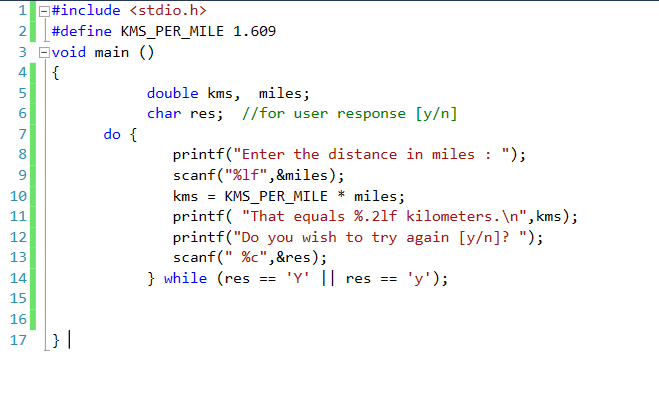 1 #include <stdio.h>
2 #define KMS_PER_MILE 1.609
3 void main ()
4 {
5 double kms, miles;
6 char res; //for user response [y/n]
7 do {
8 printf("Enter the distance in miles : ");
9 scanf("%lf",&miles);
10 kms = KMS_PER_MILE * miles;
11 printf( "That equals %.2lf kilometers.\n",kms);
12 printf("Do you wish to try again [y/n]? ");
13 scanf(" %c",&res);
14 } while (res == 'Y' || res == 'y');
15
16
17 }